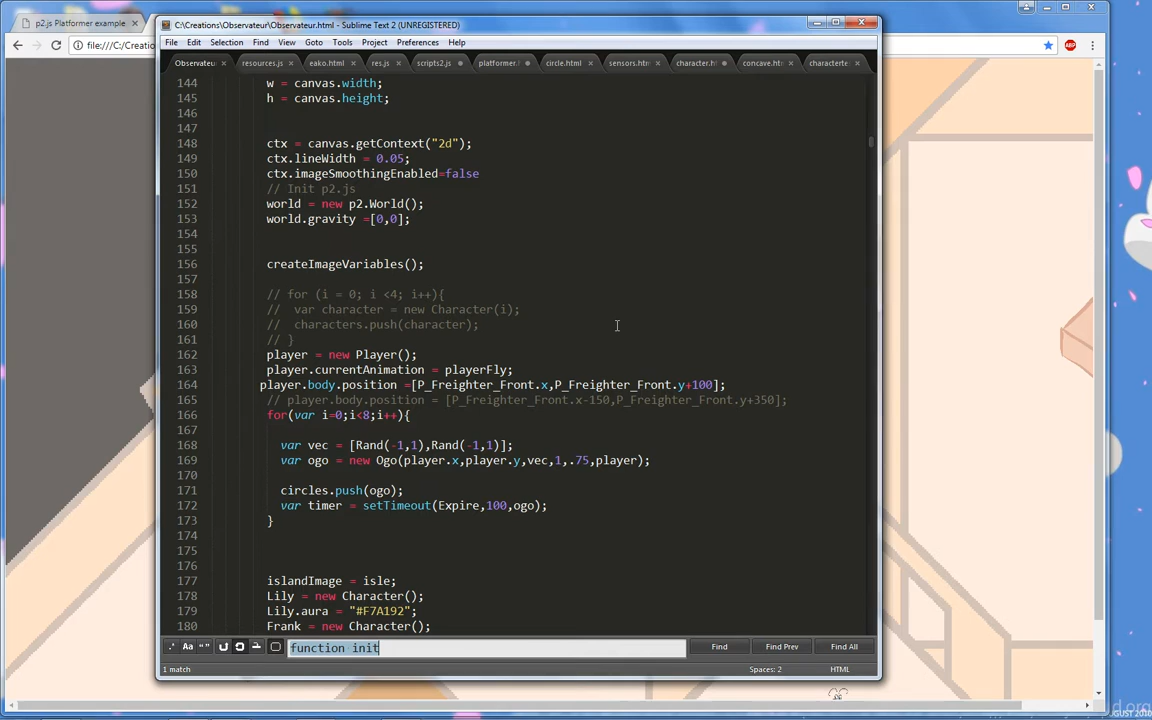 p2.js Platformer example
file:///C:/Creatio
C:\Creations\Observateur\Observateur.html - Sublime Text 2 (UNREGISTERED)
File Edit Selection Find View Goto Tools Project Preferences Help
Observateu resources.js eako.html res.js scripts2.js platformer. circle.html sensors.htm character.h concave.htm characterte
144 w = canvas.width;
145 h = canvas.height;
146
147
148 ctx = canvas.getContext("2d");
149 ctx.lineWidth = 0.05;
150 ctx.imageSmoothingEnabled=false
151 // Init p2.js
152 world = new p2.World();
153 world.gravity =[0,0];
154
155
156 createImageVariables();
157
158 // for (i = 0; i <4; i++){
159 // var character = new Character(i);
160 // characters.push(character);
161 // }
162 player = new Player();
163 player.currentAnimation = playerFly;
164 player.body.position =[P_Freighter_Front.x,P_Freighter_Front.y+100];
165 // player.body.position = [P_Freighter_Front.x-150,P_Freighter_Front.y+350];
166 for(var i=0;i<8;i++){
167
168 var vec = [Rand(-1,1),Rand(-1,1)];
169 var ogo = new Ogo(player.x,player.y,vec,1,.75,player);
170
171 circles.push(ogo);
172 var timer = setTimeout(Expire,100,ogo);
173 }
174
175
176
177 islandImage = isle;
178 Lily = new Character();
179 Lily.aura = "#F7A192";
180 Frank = new Character();
function init
Find Find Prev Find All
1 match Spaces: 2 HTML